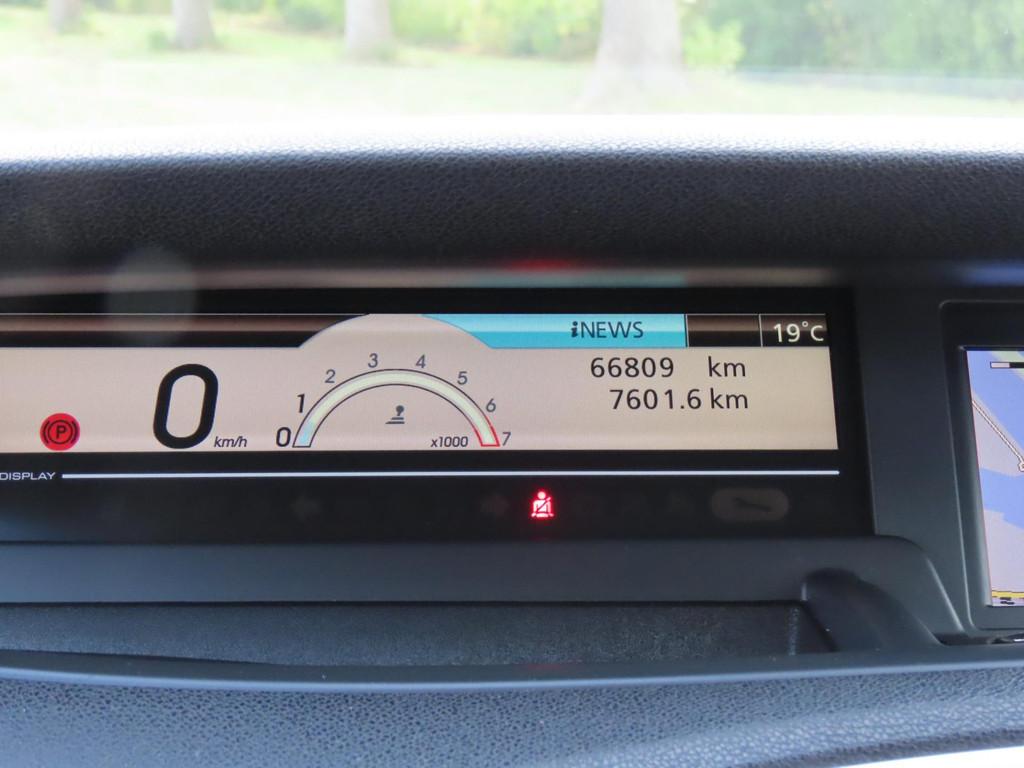 iNEWS
19°C
66809 km
7601.6 km
0 km/h
P
0 1 2 3 4 5 6 7
x1000
DISPLAY